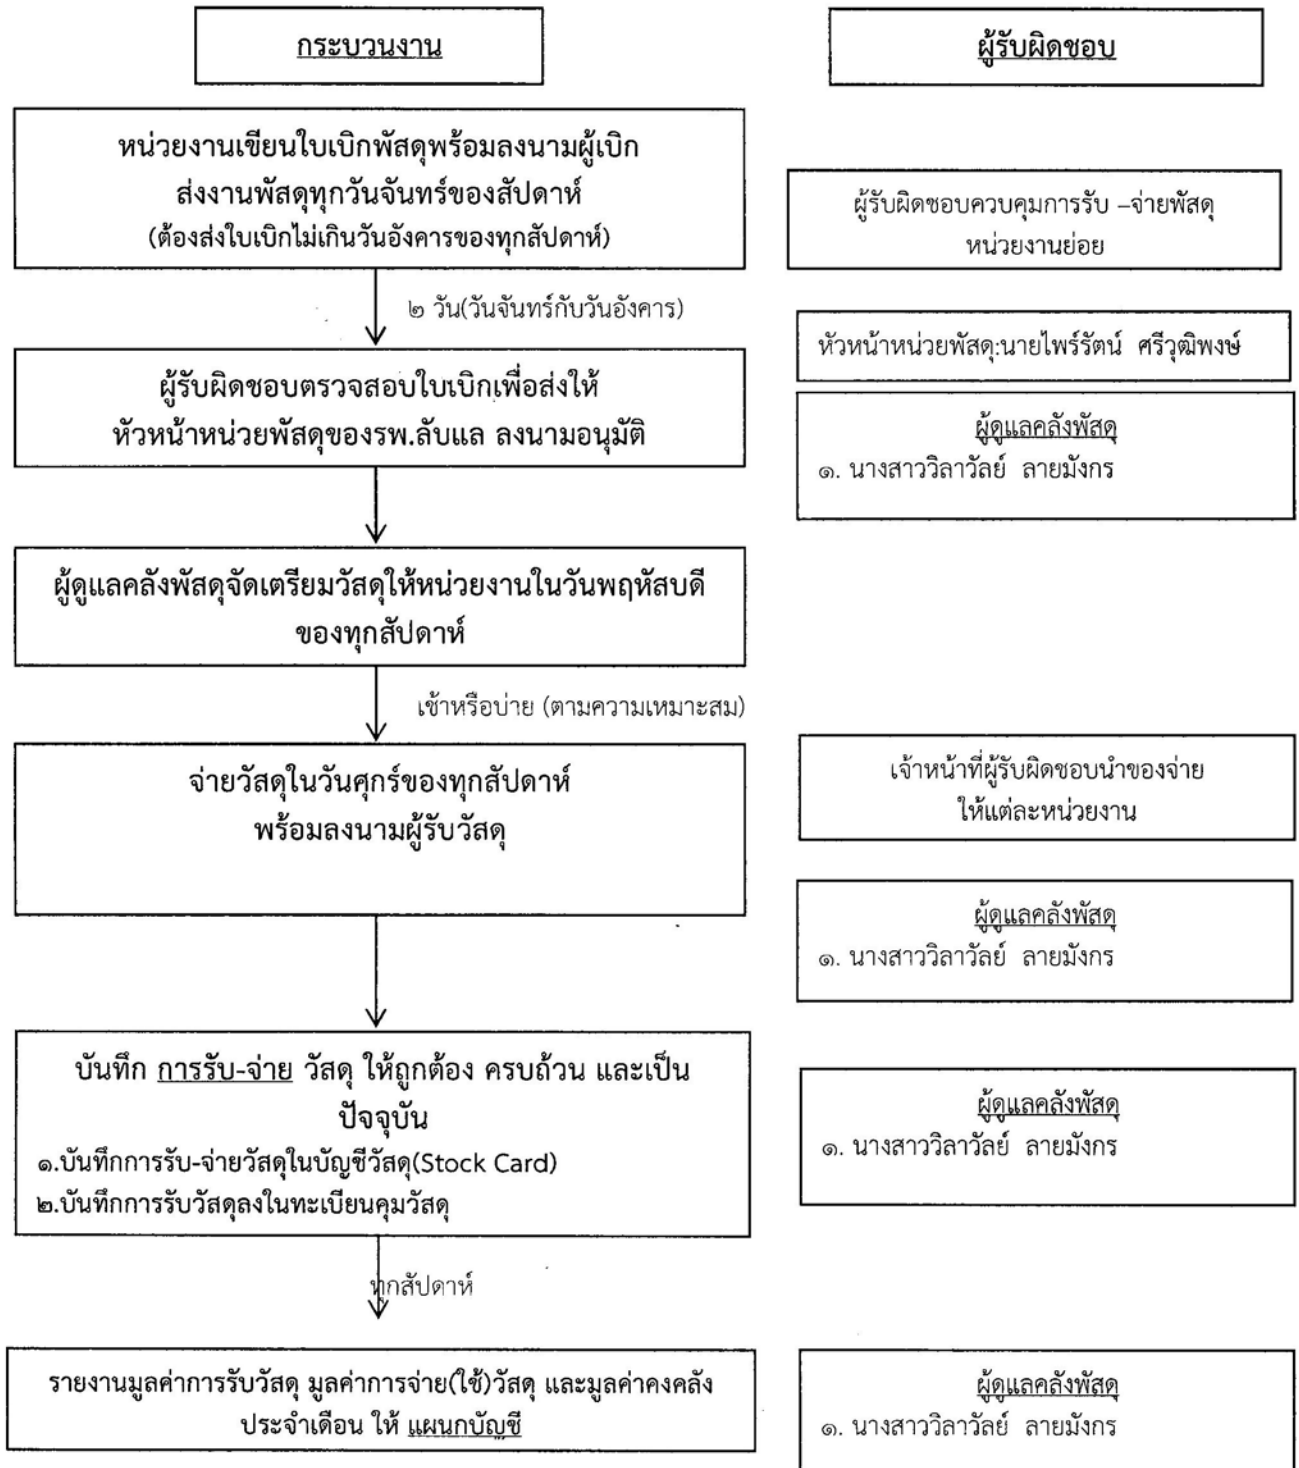 กระบวนงาน
ผู้รับผิดชอบ
หน่วยงานเขียนใบเบิกพัสดุพร้อมลงนามผู้เบิก
ส่งงานพัสดุทุกวันจันทร์ของสัปดาห์
(ต้องส่งใบเบิกไม่เกินวันอังคารของทุกสัปดาห์)
ผู้รับผิดชอบควบคุมการรับ –จ่ายพัสดุ
หน่วยงานย่อย
๒ วัน(วันจันทร์กับวันอังคาร)
หัวหน้าหน่วยพัสดุ:นายไพร์รัตน์ ศรีวุฒิพงษ์
ผู้รับผิดชอบตรวจสอบใบเบิกเพื่อส่งให้
หัวหน้าหน่วยพัสดุของรพ.ลับแล ลงนามอนุมัติ
ผู้ดูแลคลังพัสดุ
๑. นางสาววิลาวัลย์ ลายมังกร
ผู้ดูแลคลังพัสดุจัดเตรียมวัสดุให้หน่วยงานในวันพฤหัสบดี
ของทุกสัปดาห์
เช้าหรือบ่าย (ตามความเหมาะสม)
จ่ายวัสดุในวันศุกร์ของทุกสัปดาห์
พร้อมลงนามผู้รับวัสดุ
เจ้าหน้าที่ผู้รับผิดชอบนำของจ่าย
ให้แต่ละหน่วยงาน
ผู้ดูแลคลังพัสดุ
๑. นางสาววิลาวัลย์ ลายมังกร
บันทึก การรับ-จ่าย วัสดุ ให้ถูกต้อง ครบถ้วน และเป็น
ปัจจุบัน
๑.บันทึกการรับ-จ่ายวัสดุในบัญชีวัสดุ(Stock Card)
๒.บันทึกการรับวัสดุลงในทะเบียนคุมวัสดุ
ผู้ดูแลคลังพัสดุ
๑. นางสาววิลาวัลย์ ลายมังกร
ทุกสัปดาห์
รายงานมูลค่าการรับวัสดุ มูลค่าการจ่าย(ใช้)วัสดุ และมูลค่าคงคลัง
ประจำเดือน ให้ แผนกบัญชี
ผู้ดูแลคลังพัสดุ
๑. นางสาววิลาวัลย์ ลายมังกร